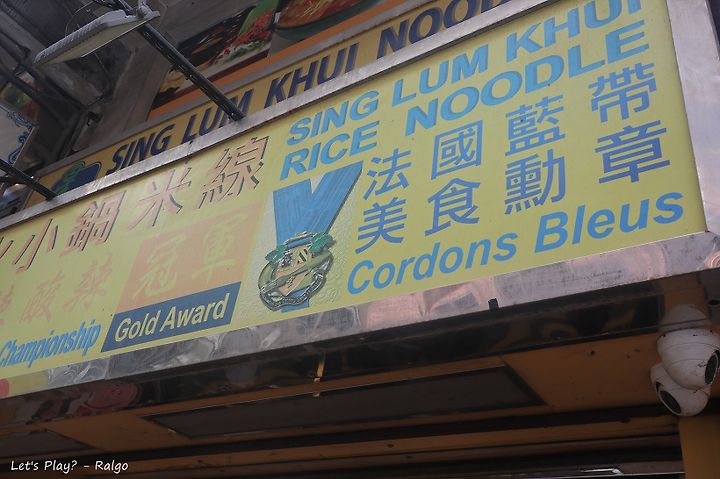 SING LUM KHUI NOOD
SING LUM KHUI
RICE NOODLE
小鍋米線
法國藍帶
美食勳章
冠軍
Championship
Gold Award
Cordons Bleus
Let's Play? - Ralgo